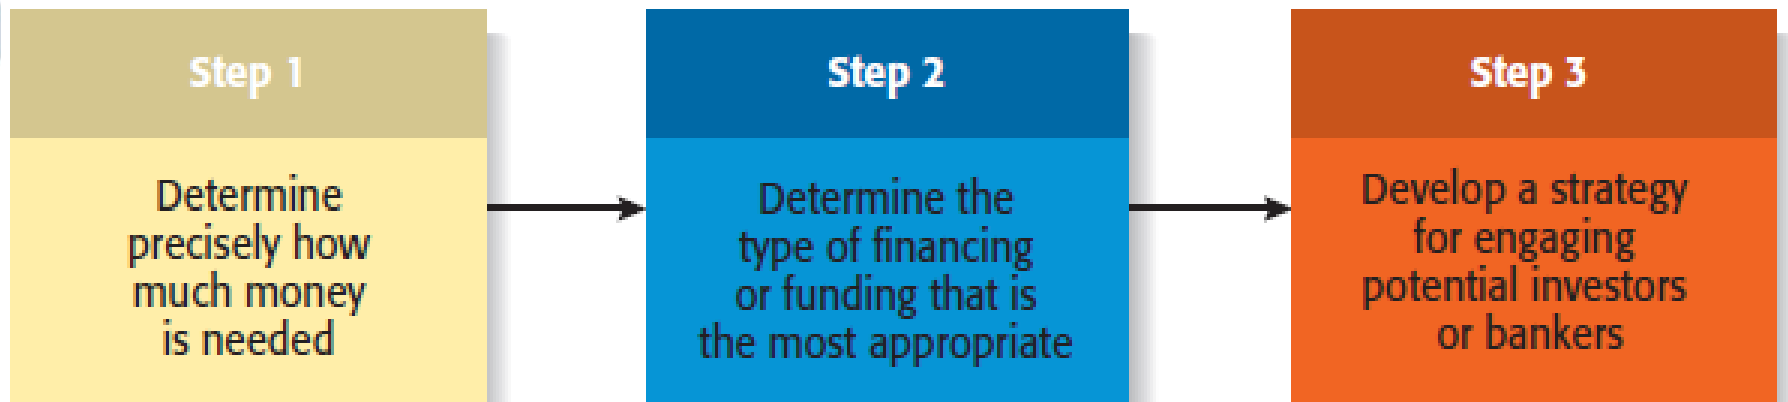 Step 1
Determine
precisely how
much money
is needed
Step 2
Determine the
type of financing
or funding that is
the most appropriate
Step 3
Develop a strategy
for engaging
potential investors
or bankers